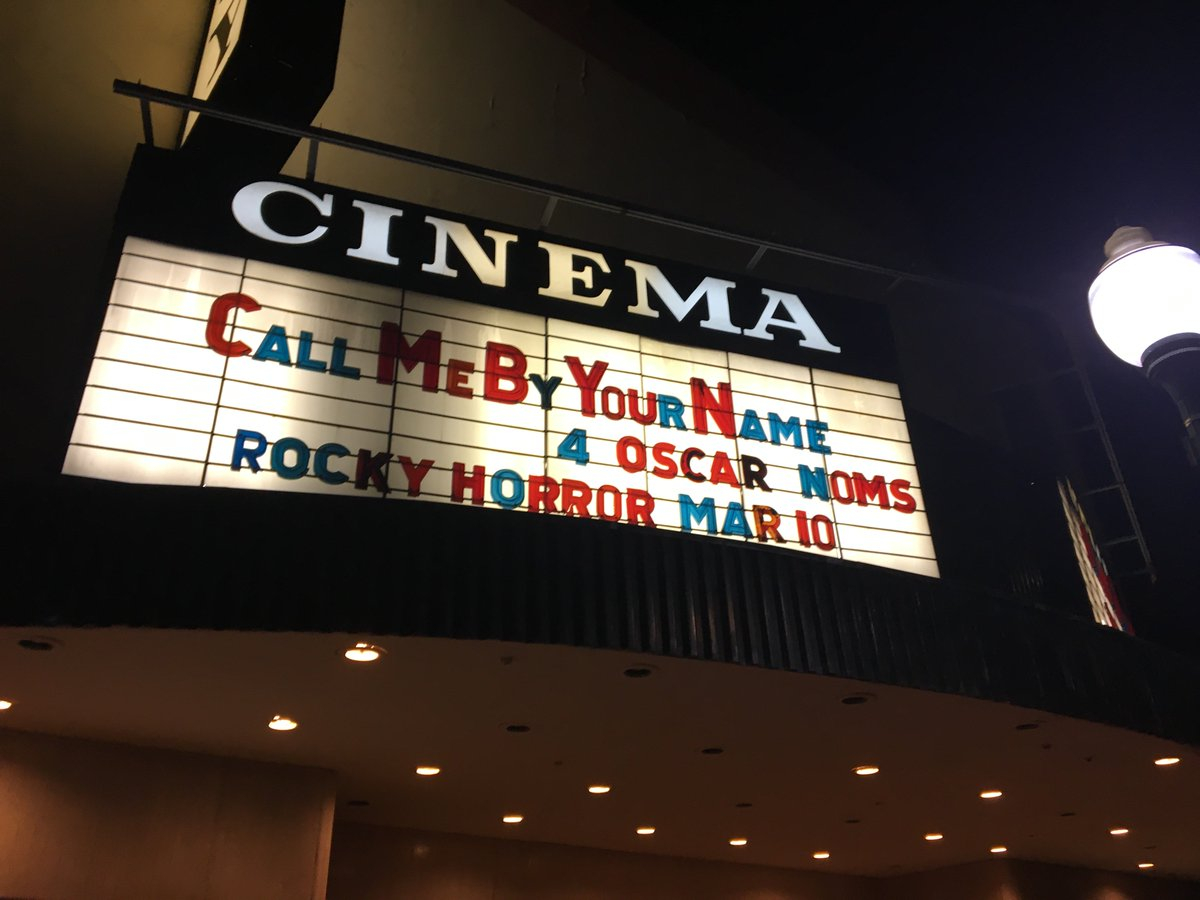 CINEMA
CALL ME BY YOUR NAME
4 OSCAR NOMS
ROCKY HORROR MAR 10